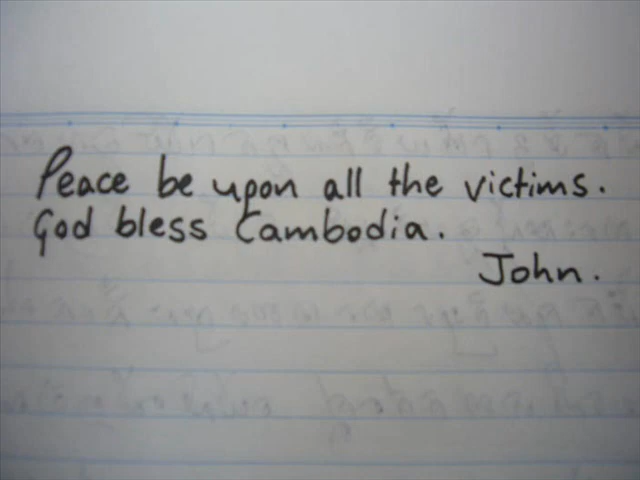 Peace be upon all the victims.
God bless Cambodia.
John.